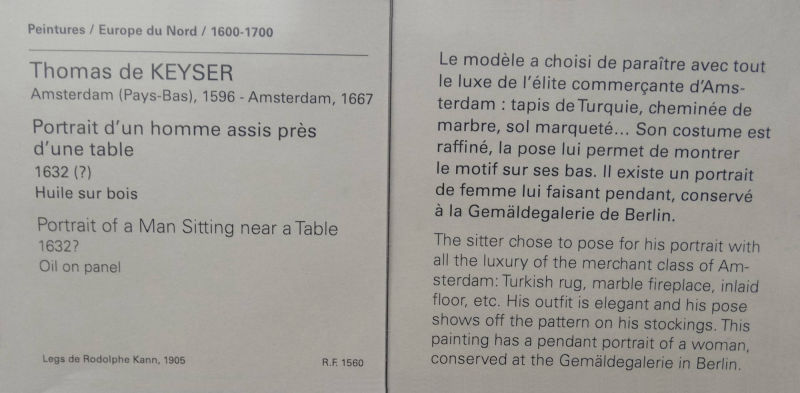 Peintures / Europe du Nord / 1600-1700
Thomas de KEYSER
Amsterdam (Pays-Bas), 1596 - Amsterdam, 1667
Portrait d'un homme assis près
d'une table
1632 (?)
Huile sur bois
Portrait of a Man Sitting near a Table
1632?
Oil on panel
Legs de Rodolphe Kann, 1905
R.F. 1560
Le modèle a choisi de paraître avec tout
le luxe de l'élite commerçante d'Ams-
terdam : tapis de Turquie, cheminée de
marbre, sol marqueté... Son costume est
raffiné, la pose lui permet de montrer
le motif sur ses bas. Il existe un portrait
de femme lui faisant pendant, conservé
à la Gemäldegalerie de Berlin.
The sitter chose to pose for his portrait with
all the luxury of the merchant class of Am-
sterdam: Turkish rug, marble fireplace, inlaid
floor, etc. His outfit is elegant and his pose
shows off the pattern on his stockings. This
painting has a pendant portrait of a woman,
conserved at the Gemäldegalerie in Berlin.